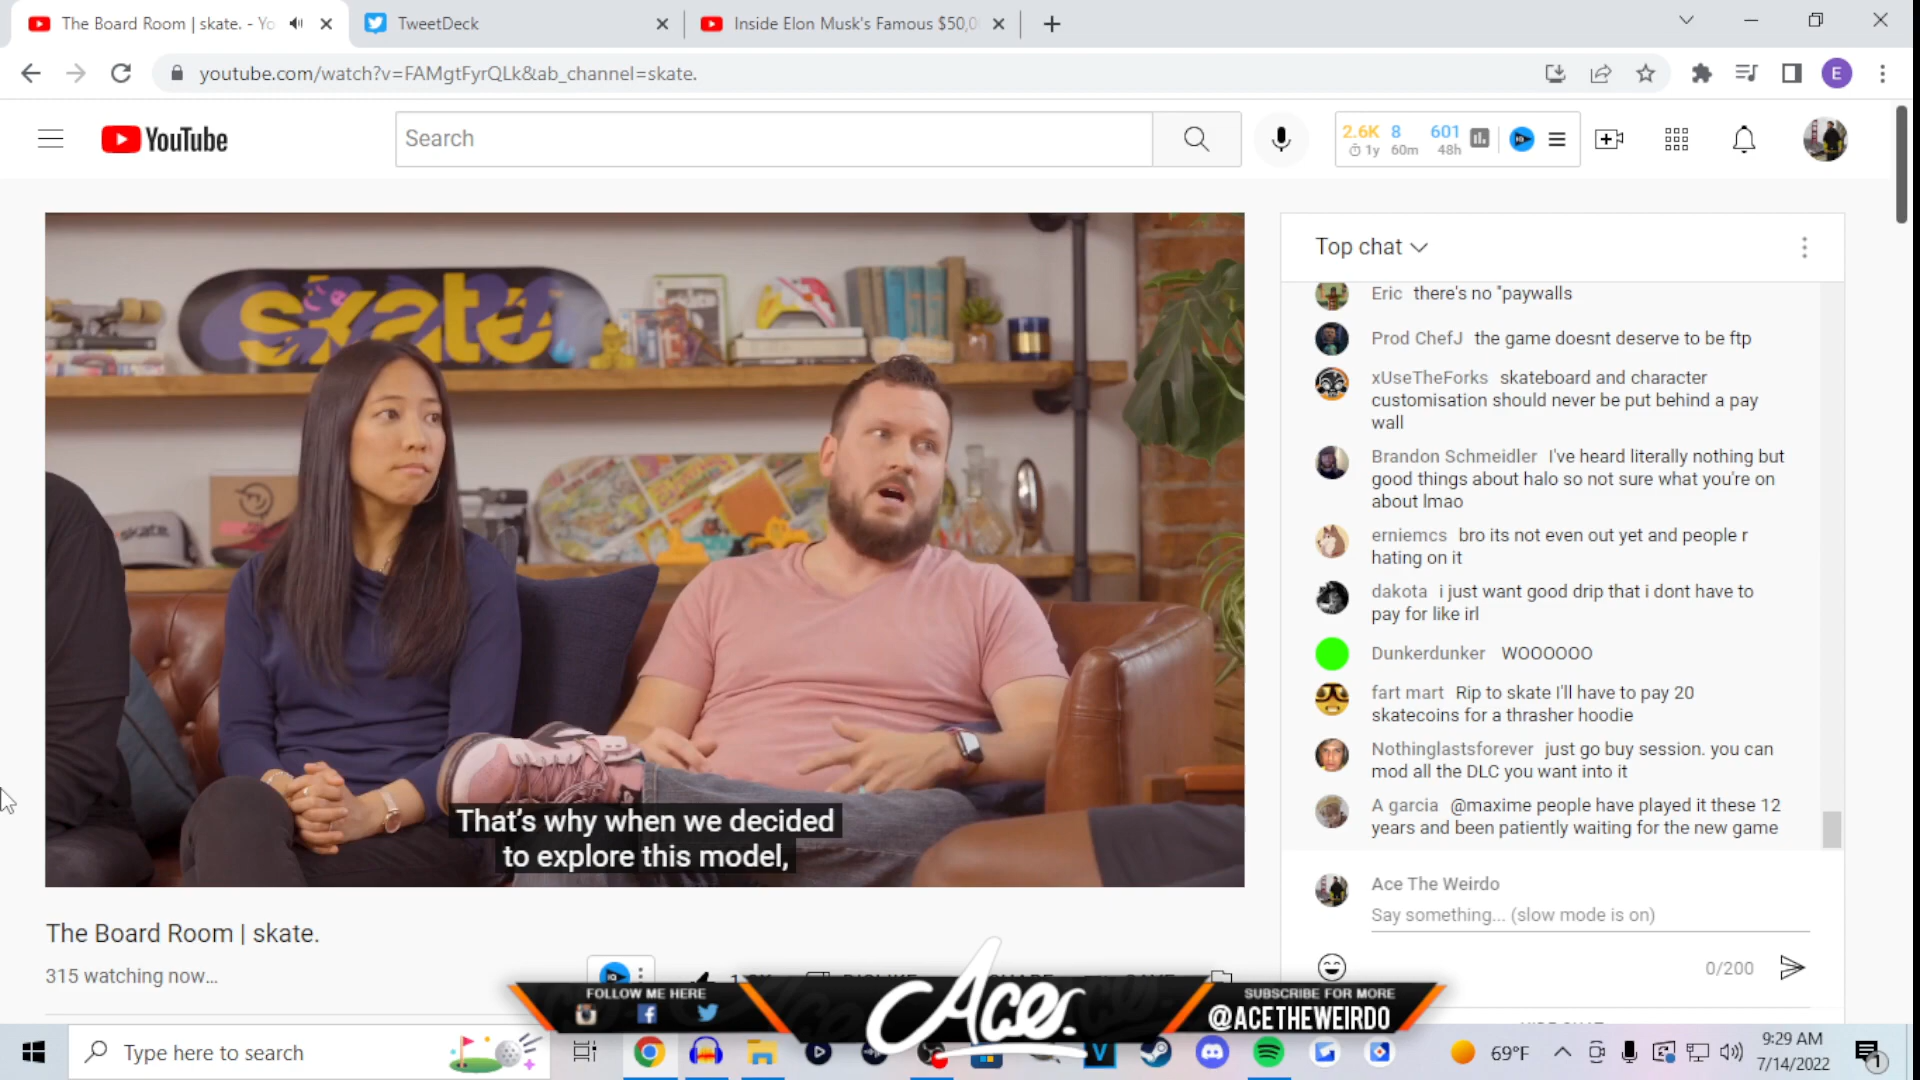 The Board Room | skate. - Yo
TweetDeck
Inside Elon Musk's Famous $50,0
youtube.com/watch?v=FAMgtFyrQLk&ab_channel=skate.
E
YouTube
Search
2.6K 8 601
1y 60m 48h
skate
skate
That's why when we decided
to explore this model,
Top chat
Eric there's no "paywalls
Prod ChefJ the game doesnt deserve to be ftp
xUseTheForks skateboard and character
customisation should never be put behind a pay
wall
Brandon Schmeidler I've heard literally nothing but
good things about halo so not sure what you're on
about lmao
erniemcs bro its not even out yet and people r
hating on it
dakota i just want good drip that i dont have to
pay for like irl
Dunkerdunker WOOOOOO
fart mart Rip to skate I'll have to pay 20
skatecoins for a thrasher hoodie
Nothinglastsforever just go buy session. you can
mod all the DLC you want into it
A garcia @maxime people have played it these 12
years and been patiently waiting for the new game
Ace The Weirdo
Say something... (slow mode is on)
0/200
The Board Room | skate.
315 watching now...
FOLLOW ME HERE
Ace.
SUBSCRIBE FOR MORE
@ACETHEWEIRDO
Type here to search
69°F
9:29 AM
7/14/2022
1